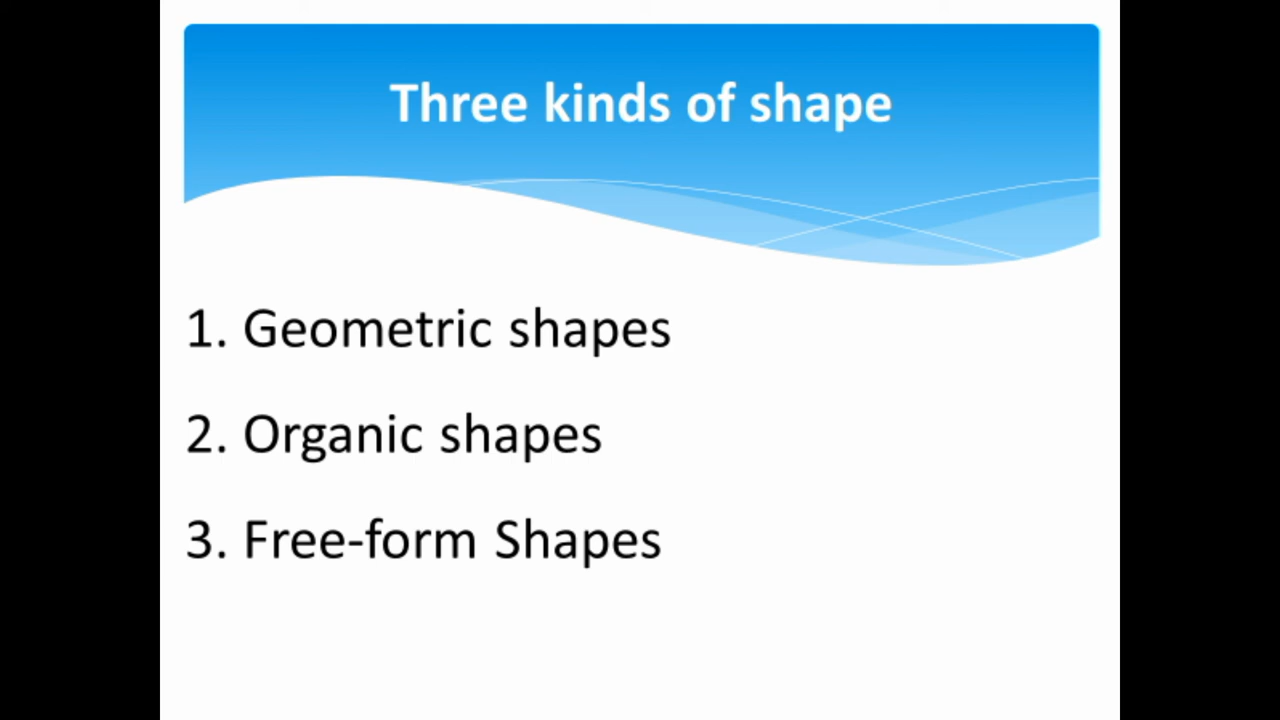 Three kinds of shape
1. Geometric shapes
2. Organic shapes
3. Free-form Shapes